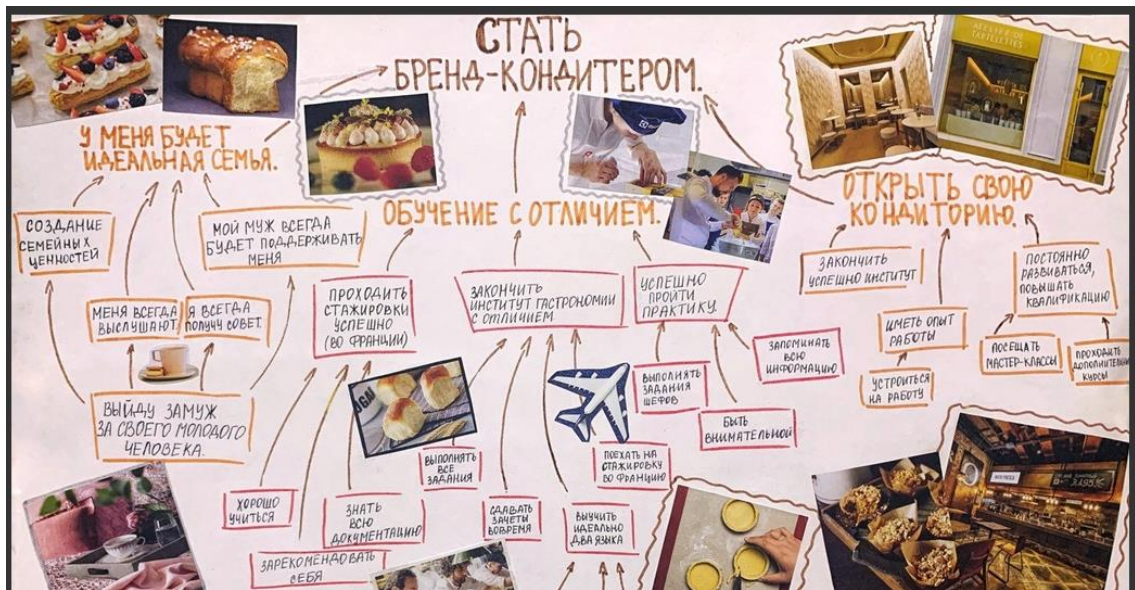 СТАТЬ
БРЕНД-КОНДИТЕРОМ.
ATELIER DE
TARTELETTES
У МЕНЯ БУДЕТ
ИДЕАЛЬНАЯ СЕМЬЯ.
ОБУЧЕНИЕ С ОТЛИЧИЕМ.
ОТКРЫТЬ СВОЮ
КОНДИТОРИЮ.
СОЗДАНИЕ
СЕМЕЙНЫХ
ЦЕННОСТЕЙ
МОЙ МУЖ ВСЕГДА
БУДЕТ ПОДДЕРЖИВАТЬ
МЕНЯ
МЕНЯ ВСЕГДА
ВЫСЛУШАЮТ
Я ВСЕГДА
ПОЛУЧУ СОВЕТ.
ВЫЙДУ ЗАМУЖ
ЗА СВОЕГО МОЛОДОГО
ЧЕЛОВЕКА.
ПРОХОДИТЬ
СТАЖИРОВКИ
УСПЕШНО
(ВО ФРАНЦИИ)
ЗАКОНЧИТЬ
ИНСТИТУТ ГАСТРОНОМИИ
С ОТЛИЧИЕМ
УСПЕШНО
ПРОЙТИ
ПРАКТИКУ.
ЗАПОМИНАТЬ
ВСЮ
ИНФОРМАЦИЮ
ВЫПОЛНЯТЬ
ЗАДАНИЯ
ШЕФОВ
БЫТЬ
ВНИМАТЕЛЬНОЙ
ВЫПОЛНЯТЬ
ВСЕ
ЗАДАНИЯ
ПОЕХАТЬ НА
СТАЖИРОВКУ
ВО ФРАНЦИЮ
ХОРОШО
УЧИТЬСЯ
ЗНАТЬ
ВСЮ
ДОКУМЕНТАЦИЮ
СДАВАТЬ
ЗАЧЕТЫ
ВОВРЕМЯ
ВЫУЧИТЬ
ИДЕАЛЬНО
ДВА ЯЗЫКА
ЗАРЕКОМЕНДОВАТЬ
СЕБЯ
ЗАКОНЧИТЬ
УСПЕШНО ИНСТИТУТ
ПОСТОЯННО
РАЗВИВАТЬСЯ,
ПОВЫШАТЬ
КВАЛИФИКАЦИЮ
ИМЕТЬ ОПЫТ
РАБОТЫ
УСТРОИТЬСЯ
НА РАБОТУ
ПОСЕЩАТЬ
МАСТЕР-КЛАССЫ
ПРОХОДИТЬ
ДОПОЛНИТЕЛЬНЫЕ
КУРСЫ